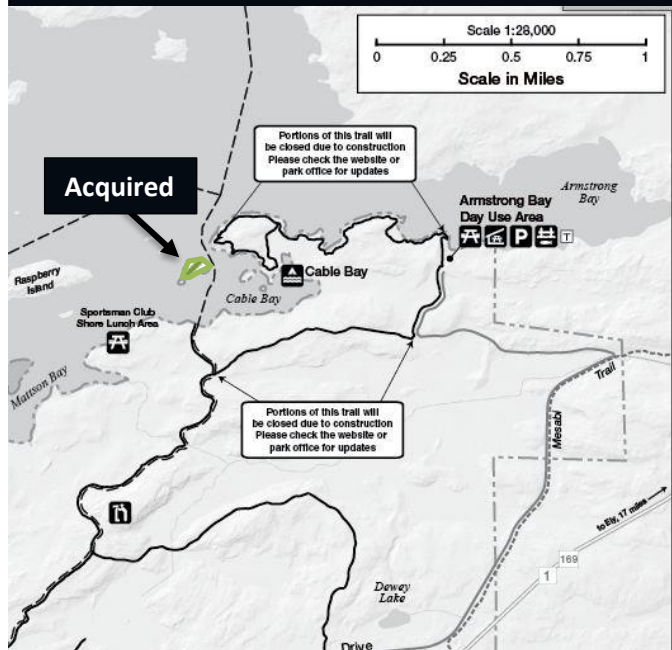 Scale 1:28,000
0 0.25 0.5 0.75 1
Scale in Miles
Portions of this trail will
be closed due to construction
Please check the website or
park office for updates
Acquired
Armstrong
Bay
Armstrong Bay
Day Use Area
P
T
Raspberry
Island
Cable Bay
Cable Bay
Sportsman Club
Shore Lunch Area
Mattson Bay
Portions of this trail will
be closed due to construction
Please check the website or
park office for updates
Trail
Mesabi
to Ely, 17 miles
169
1
Dewey
Lake
Drive